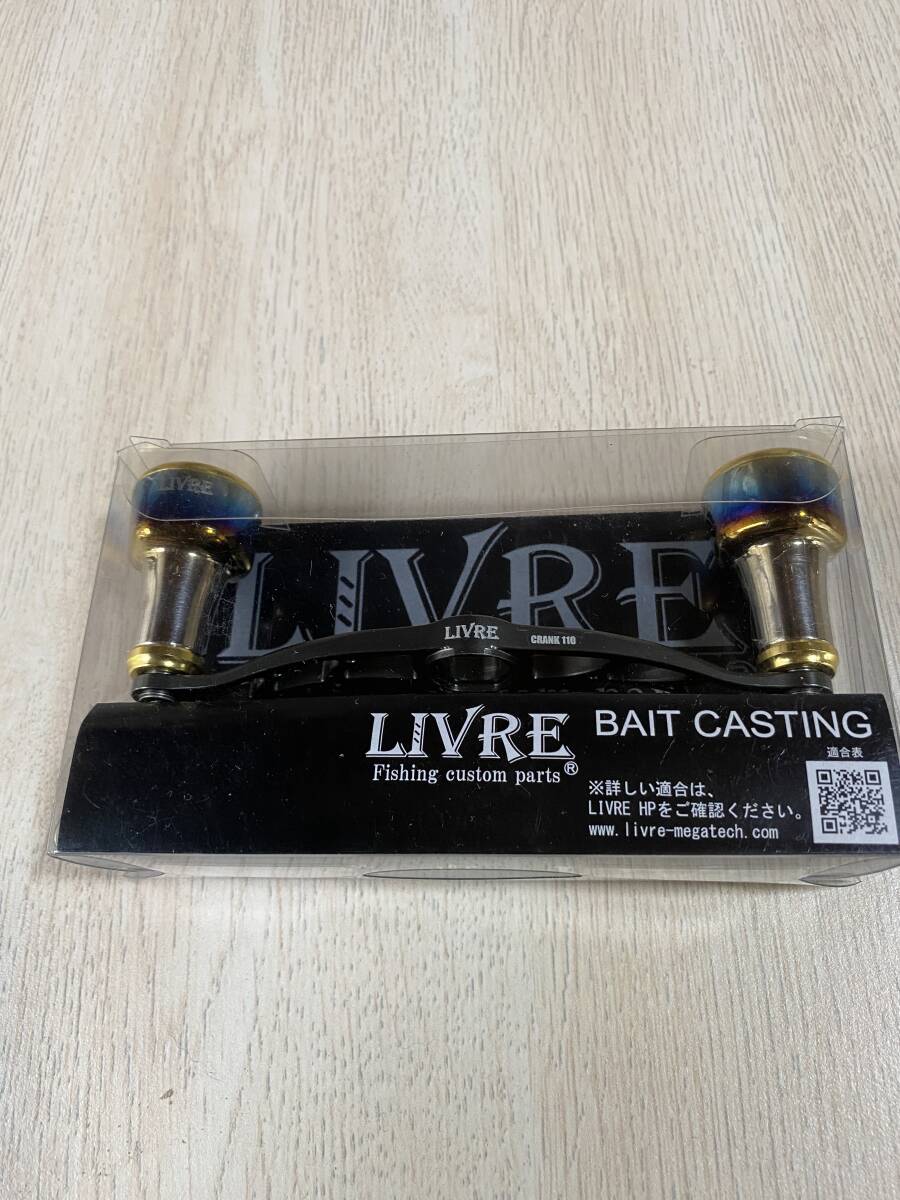 LIVRE
LIVRE
LIVRE
CRANK 110
LIVRE
Fishing custom parts®
BAIT CASTING
適合表
※詳しい適合は、
LIVRE HPをご確認ください。
www.livre-megatech.com